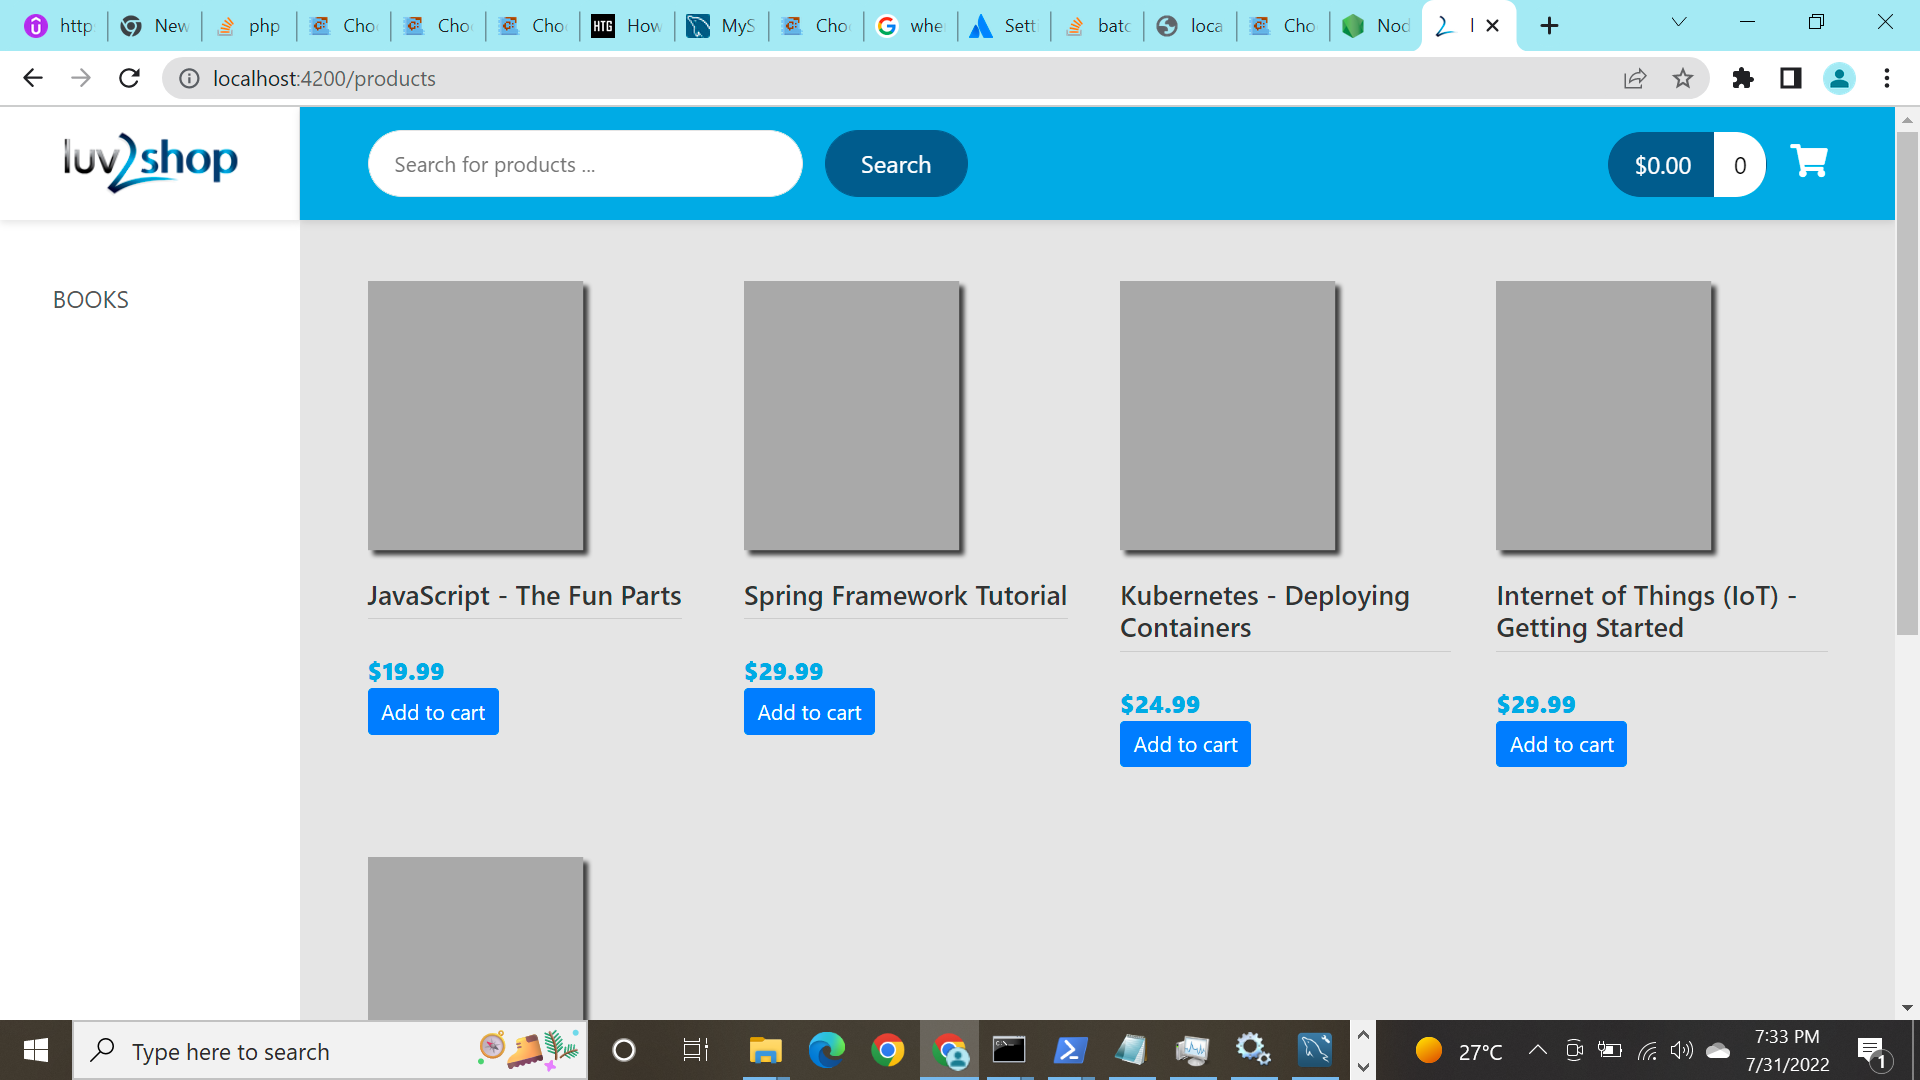 http
New
php
Cho
Cho
Cho
HTG How
MyS
Cho
whe
Sett
batc
loca
Cho
Nod
localhost:4200/products
luv2shop
Search for products ...
Search
$0.00
0
BOOKS
JavaScript - The Fun Parts
$19.99
Add to cart
Spring Framework Tutorial
$29.99
Add to cart
Kubernetes - Deploying
Containers
$24.99
Add to cart
Internet of Things (IoT) -
Getting Started
$29.99
Add to cart
Type here to search
27°C
7:33 PM
7/31/2022
1